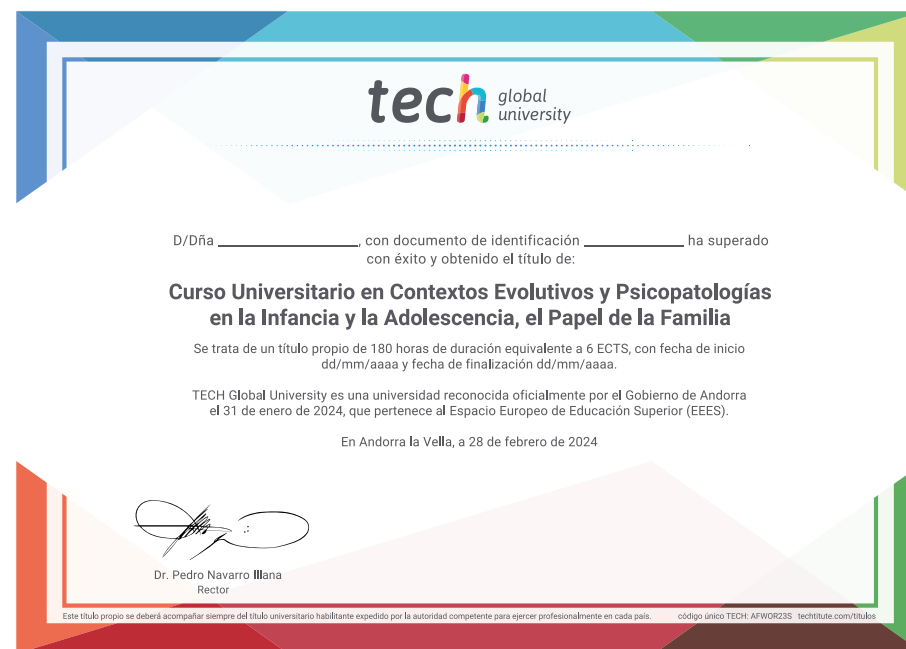 tech global university
D/Dña ____________________, con documento de identificación ______________ ha superado
con éxito y obtenido el título de:
Curso Universitario en Contextos Evolutivos y Psicopatologías
en la Infancia y la Adolescencia, el Papel de la Familia
Se trata de un título propio de 180 horas de duración equivalente a 6 ECTS, con fecha de inicio
dd/mm/aaaa y fecha de finalización dd/mm/aaaa.
TECH Global University es una universidad reconocida oficialmente por el Gobierno de Andorra
el 31 de enero de 2024, que pertenece al Espacio Europeo de Educación Superior (EEES).
En Andorra la Vella, a 28 de febrero de 2024
Dr. Pedro Navarro Illana
Rector
Este título propio se deberá acompañar siempre del título universitario habilitante expedido por la autoridad competente para ejercer profesionalmente en cada país. código único TECH: AFWOR23S techtitute.com/titulos